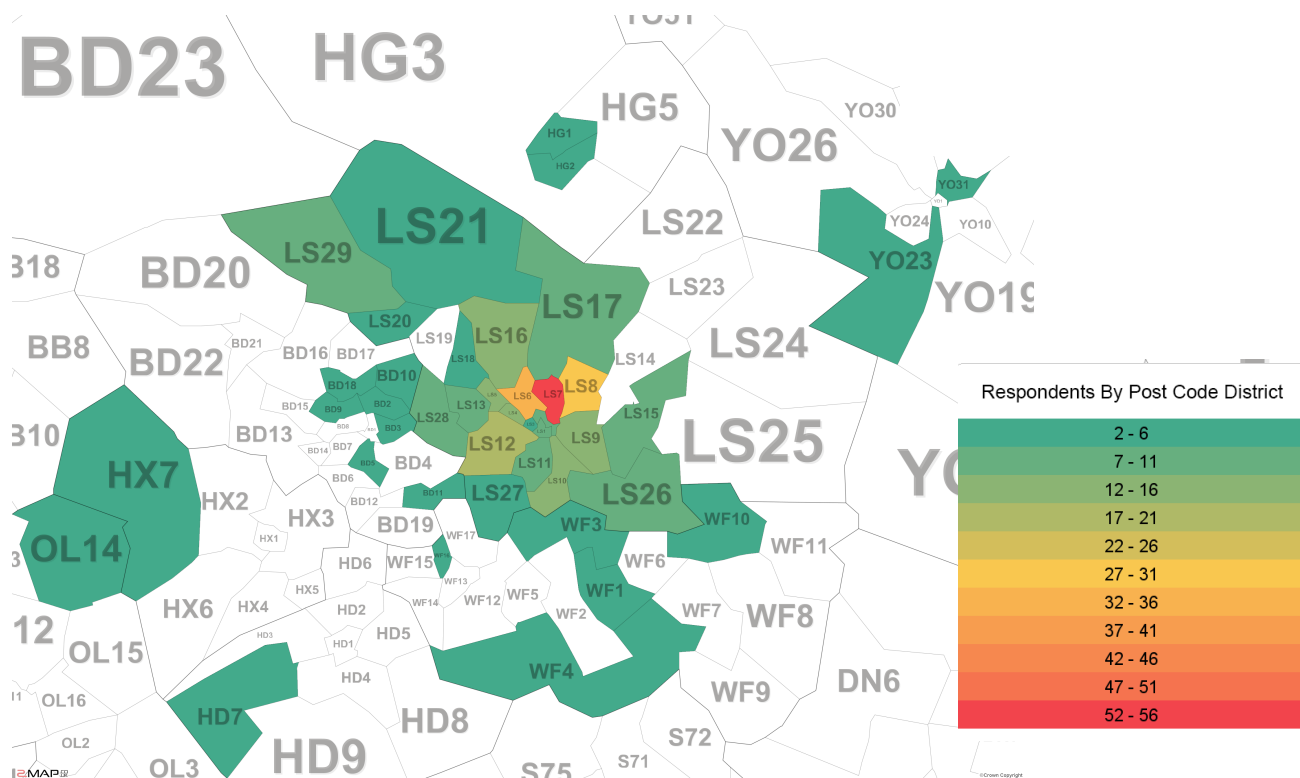 YO31
BD23
HG3
HG5
YO30
HG1
YO26
HG2
YO31
LS22
YO24
YO10
LS21
LS29
YO23
BD20
LS23
YO19
LS17
LS20
LS16
LS19
LS24
BB8
BD21
BD16
BD17
LS18
LS14
BD22
BD10
BD18
LS8
LS6
LS7
BD15
BD9
BD2
LS13
LS28
LS15
BD13
BD8
BD3
LS12
LS9
LS25
BD14
BD7
BD5
BD4
LS11
HX7
BD6
LS10
HX2
BD12
BD11
LS27
LS26
HX3
BD19
WF3
WF10
OL14
HX1
WF17
WF11
HD6
WF15
WF6
HX5
WF13
WF1
HX6
HX4
HD2
WF14
WF12
WF5
WF2
WF7
WF8
HD3
HD5
OL15
HD1
WF4
HD4
WF9
DN6
OL16
HD7
HD8
OL2
HD9
S72
OL3
S75
S71
Respondents By Post Code District
2 - 6
7 - 11
12 - 16
17 - 21
22 - 26
27 - 31
32 - 36
37 - 41
42 - 46
47 - 51
52 - 56
©Crown Copyright